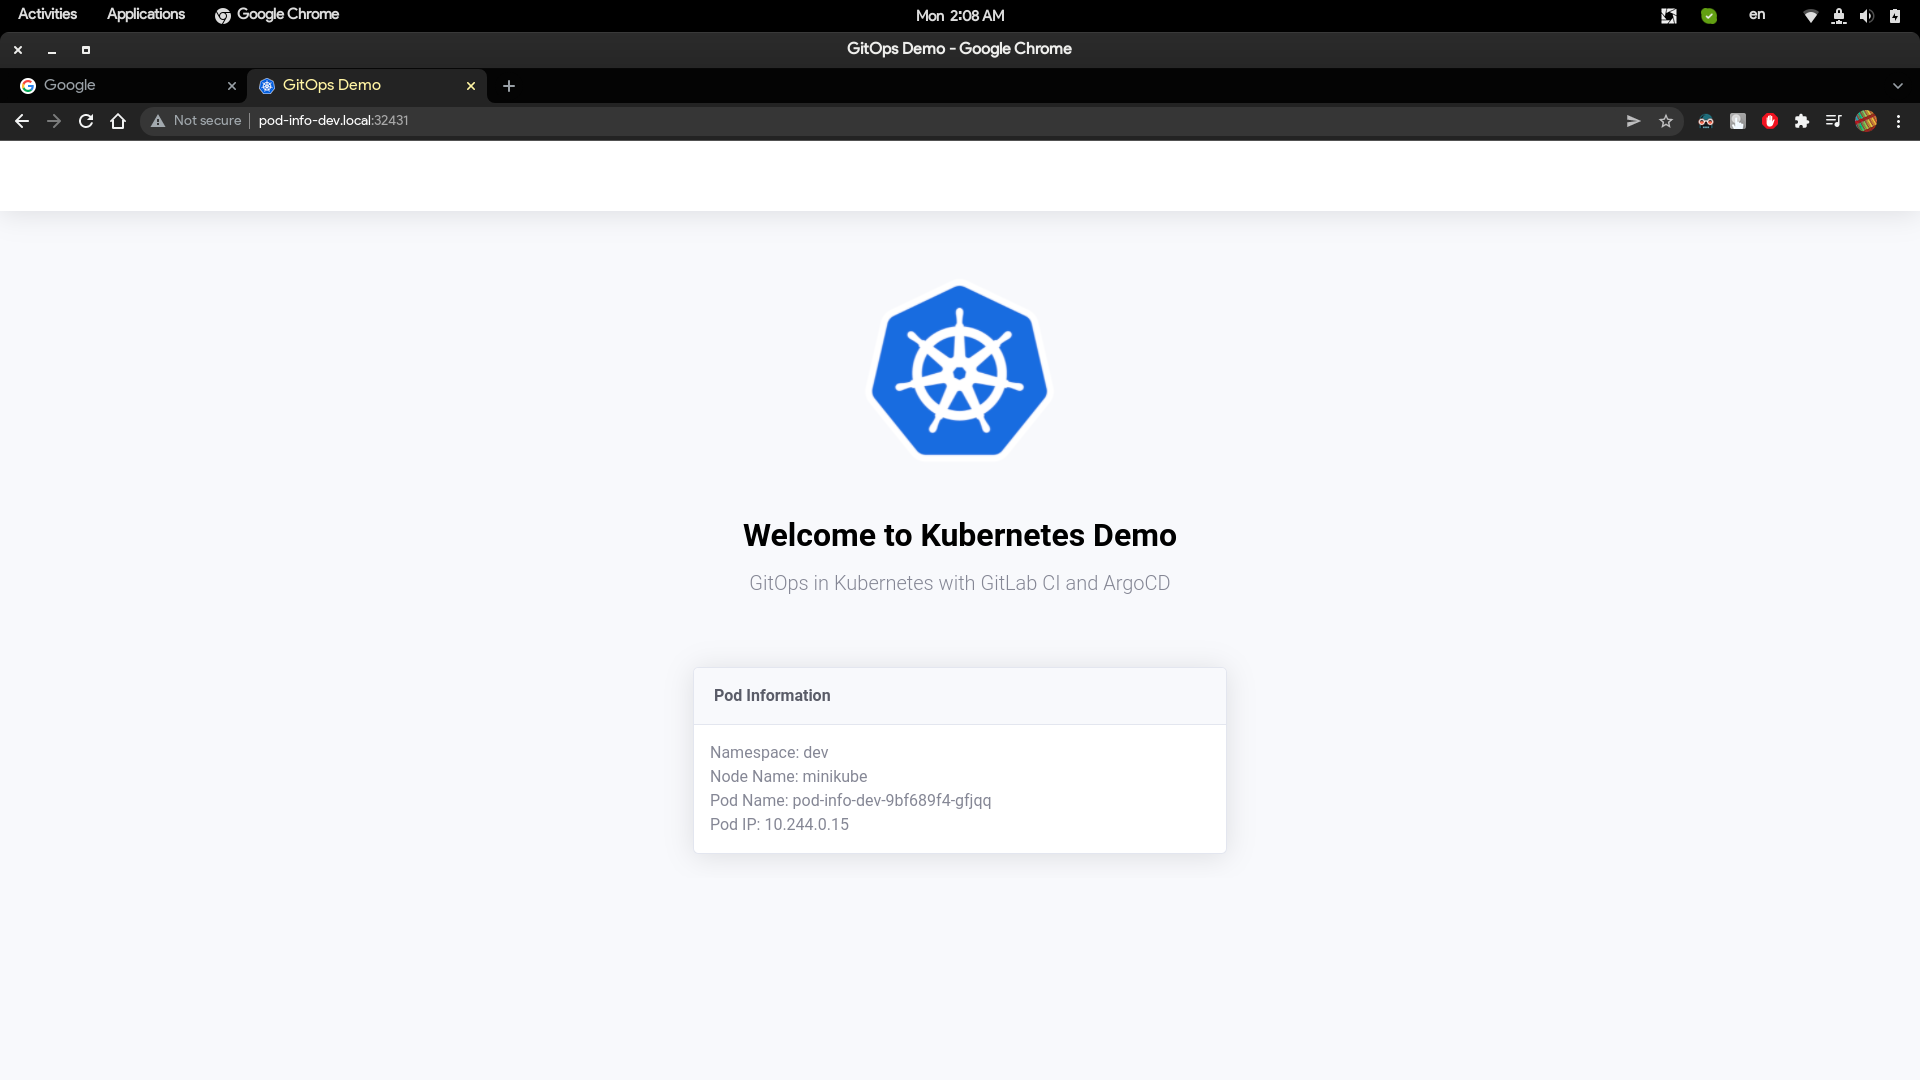 Activities Applications Google Chrome Mon 2:08 AM en
GitOps Demo - Google Chrome
Google GitOps Demo
Not secure pod-info-dev.local:32431
Welcome to Kubernetes Demo
GitOps in Kubernetes with GitLab CI and ArgoCD
Pod Information
Namespace: dev
Node Name: minikube
Pod Name: pod-info-dev-9bf689f4-gfjqq
Pod IP: 10.244.0.15